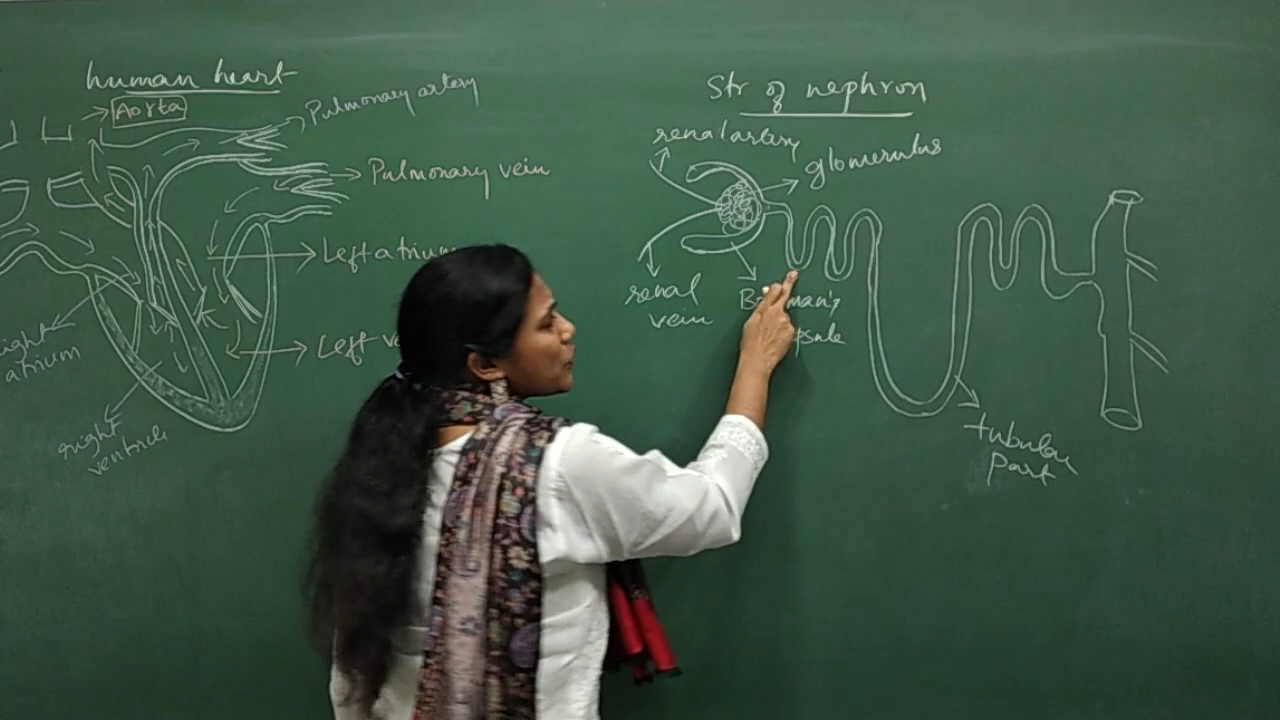 human heart
Aorta
Pulmonary artery
Pulmonary vein
Left atrium
Left ve
right
atrium
right
ventricle
Str of nephron
renal artery
glomerulus
renal
vein
Bowman's
psule
tubular
Part